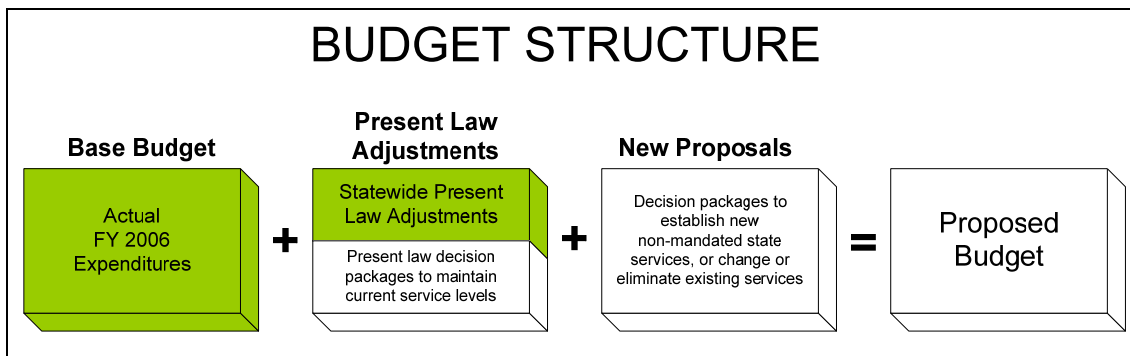 BUDGET STRUCTURE
Base Budget
Actual
FY 2006
Expenditures
+
Present Law
Adjustments
Statewide Present
Law Adjustments
Present law decision
packages to maintain
current service levels
+
New Proposals
Decision packages to
establish new
non-mandated state
services, or change or
eliminate existing services
=
Proposed
Budget